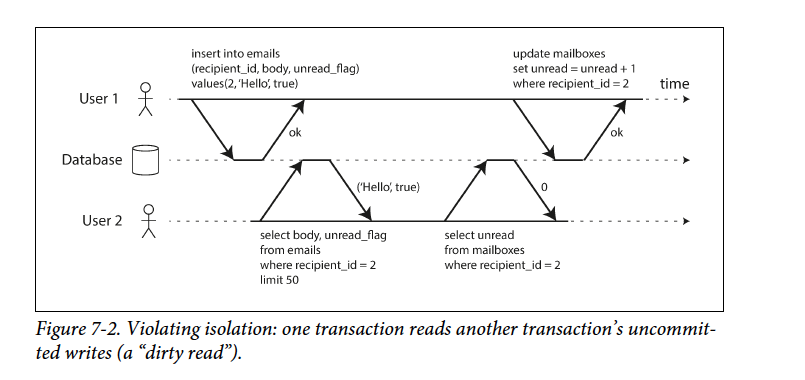 insert into emails
(recipient_id, body, unread_flag)
values(2, ‘Hello’, true)
update mailboxes
set unread = unread + 1
where recipient_id = 2
time
User 1
ok
ok
Database
(‘Hello’, true)
0
User 2
select body, unread_flag
from emails
where recipient_id = 2
limit 50
select unread
from mailboxes
where recipient_id = 2
Figure 7-2. Violating isolation: one transaction reads another transaction’s uncommit-
ted writes (a “dirty read”).